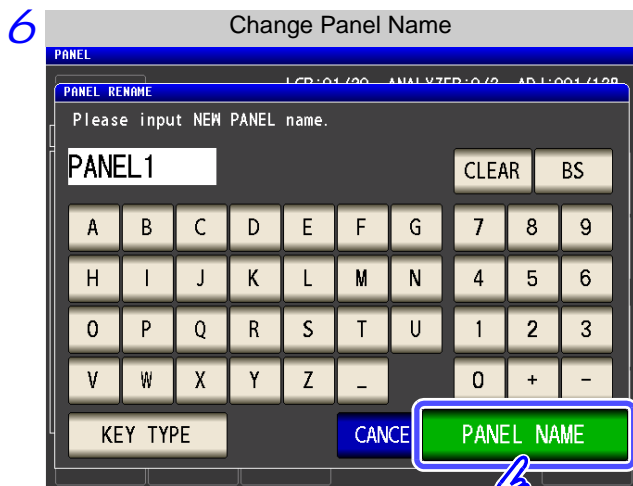 6 Change Panel Name
PANEL
PANEL RENAME
Please input NEW PANEL name.
PANEL1 CLEAR BS
A B C D E F G 7 8 9
H I J K L M N 4 5 6
O P Q R S T U 1 2 3
V W X Y Z _ 0 + -
KEY TYPE CANCE PANEL NAME